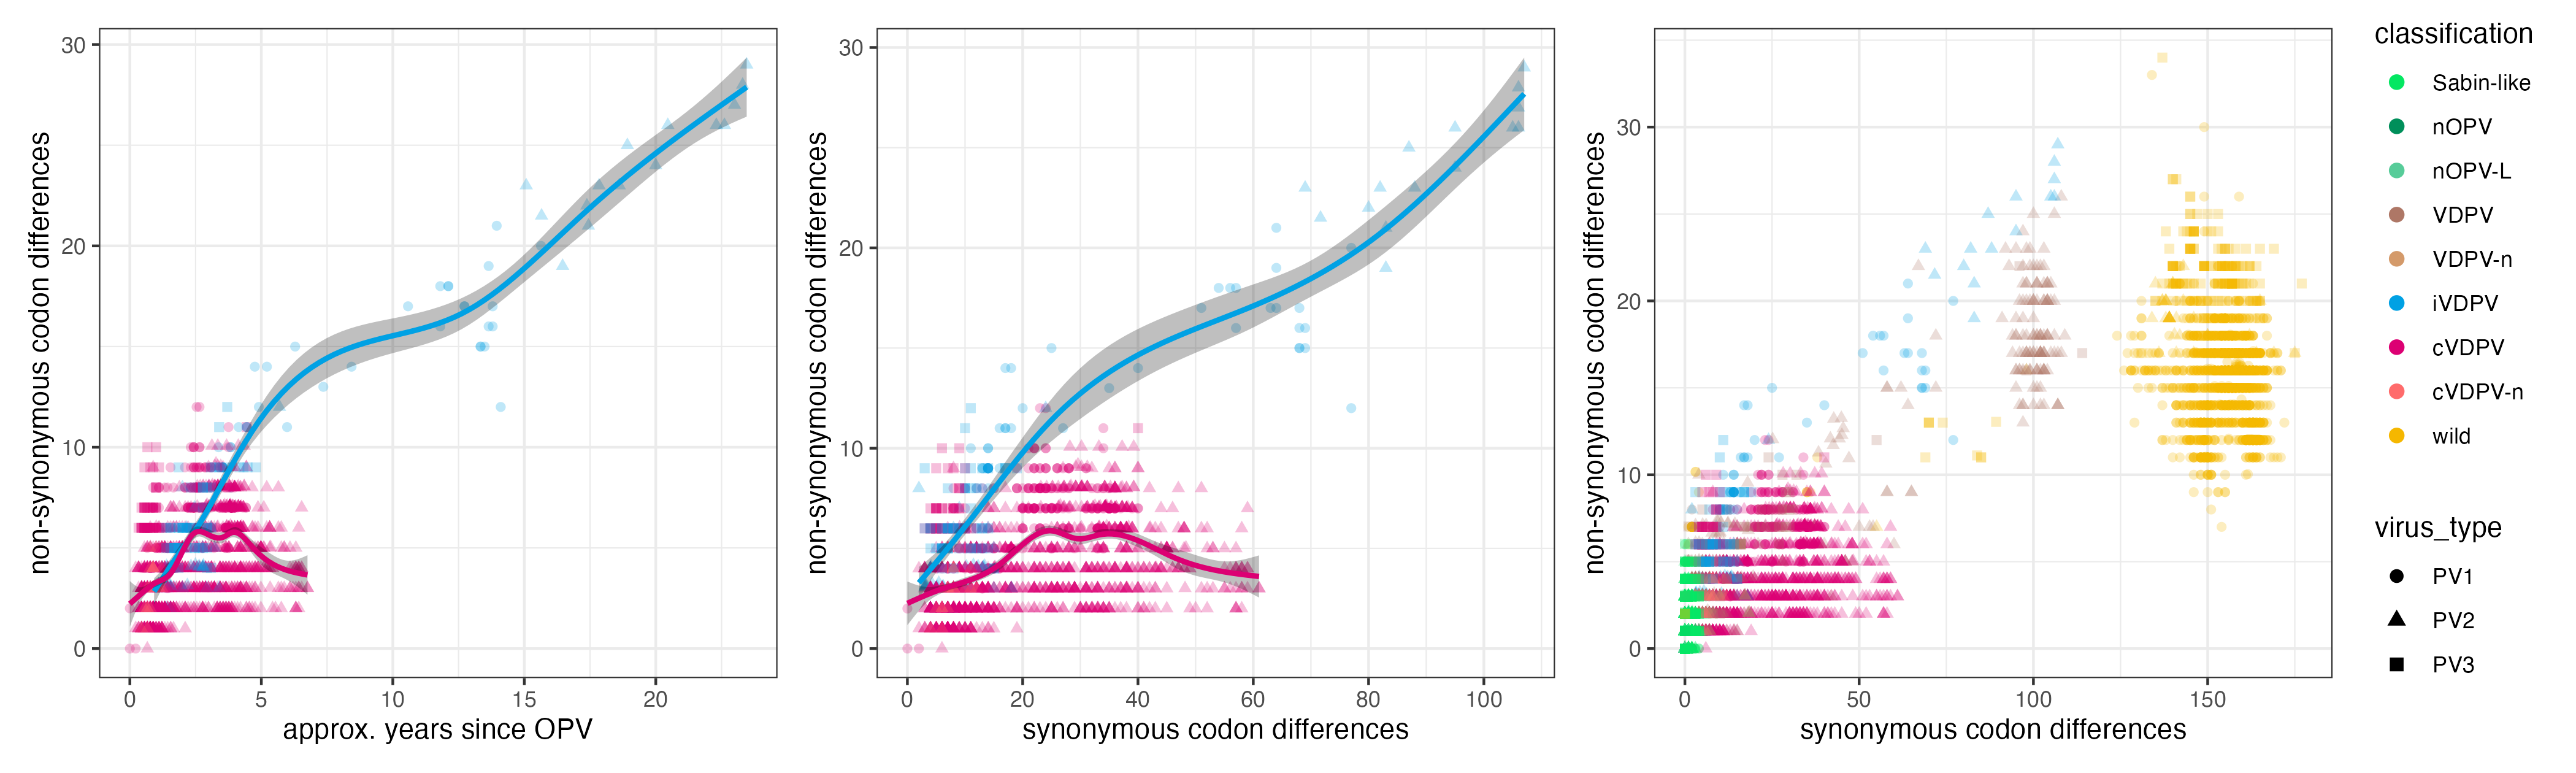 non-synonymous codon differences
30
20
10
0
0 5 10 15 20
approx. years since OPV
non-synonymous codon differences
30
20
10
0
0 20 40 60 80 100
synonymous codon differences
non-synonymous codon differences
30
20
10
0
0 50 100 150
synonymous codon differences
classification
Sabin-like
nOPV
nOPV-L
VDPV
VDPV-n
iVDPV
cVDPV
cVDPV-n
wild
virus_type
PV1
PV2
PV3